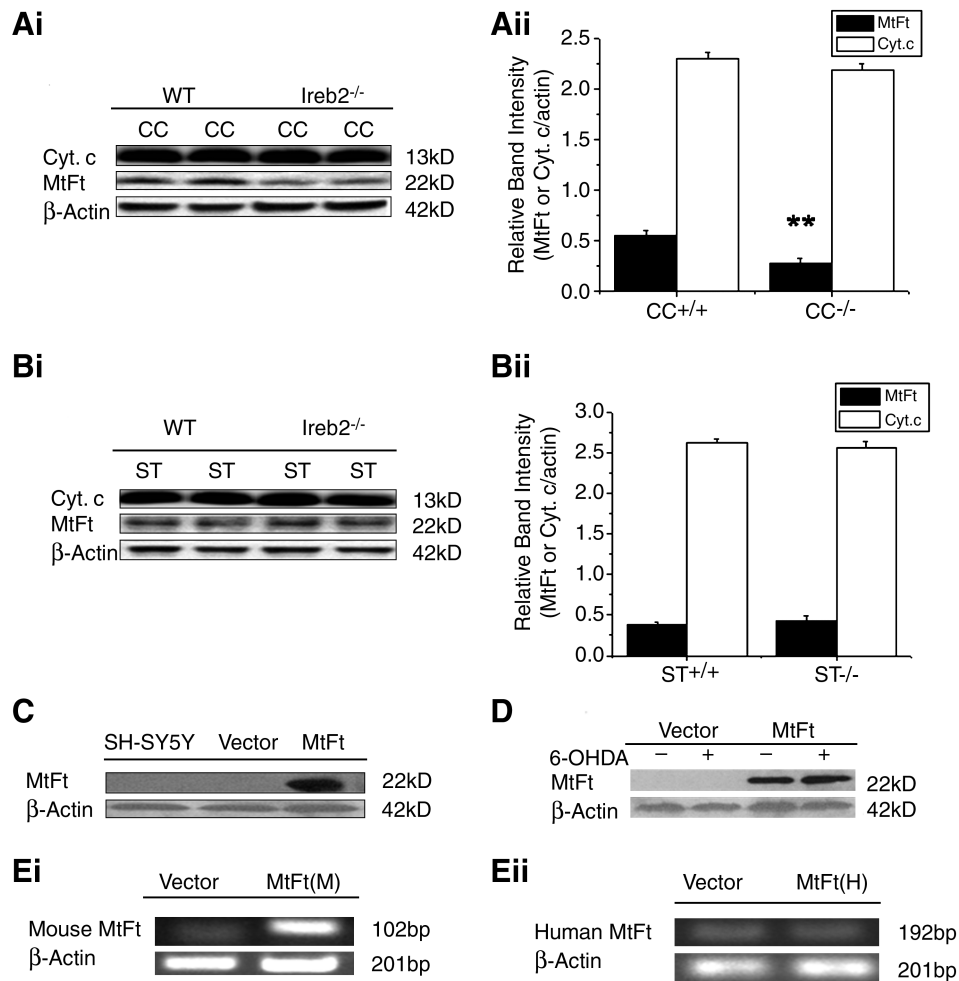 Ai
WT Ireb2-/-
CC CC CC CC
Cyt. c 13kD
MtFt 22kD
β-Actin 42kD
Aii
MtFt
Cyt.c
Relative Band Intensity
(MtFt or Cyt. c/actin)
2.5
2.0
1.5
1.0
0.5
0.0
**
CC+/+ CC-/-
Bi
WT Ireb2-/-
ST ST ST ST
Cyt. c 13kD
MtFt 22kD
β-Actin 42kD
Bii
MtFt
Cyt.c
Relative Band Intensity
(MtFt or Cyt. c/actin)
3.0
2.5
2.0
1.5
1.0
0.5
0.0
ST+/+ ST-/-
C
SH-SY5Y Vector MtFt
MtFt 22kD
β-Actin 42kD
D
Vector MtFt
6-OHDA − + − +
MtFt 22kD
β-Actin 42kD
Ei
Vector MtFt(M)
Mouse MtFt 102bp
β-Actin 201bp
Eii
Vector MtFt(H)
Human MtFt 192bp
β-Actin 201bp